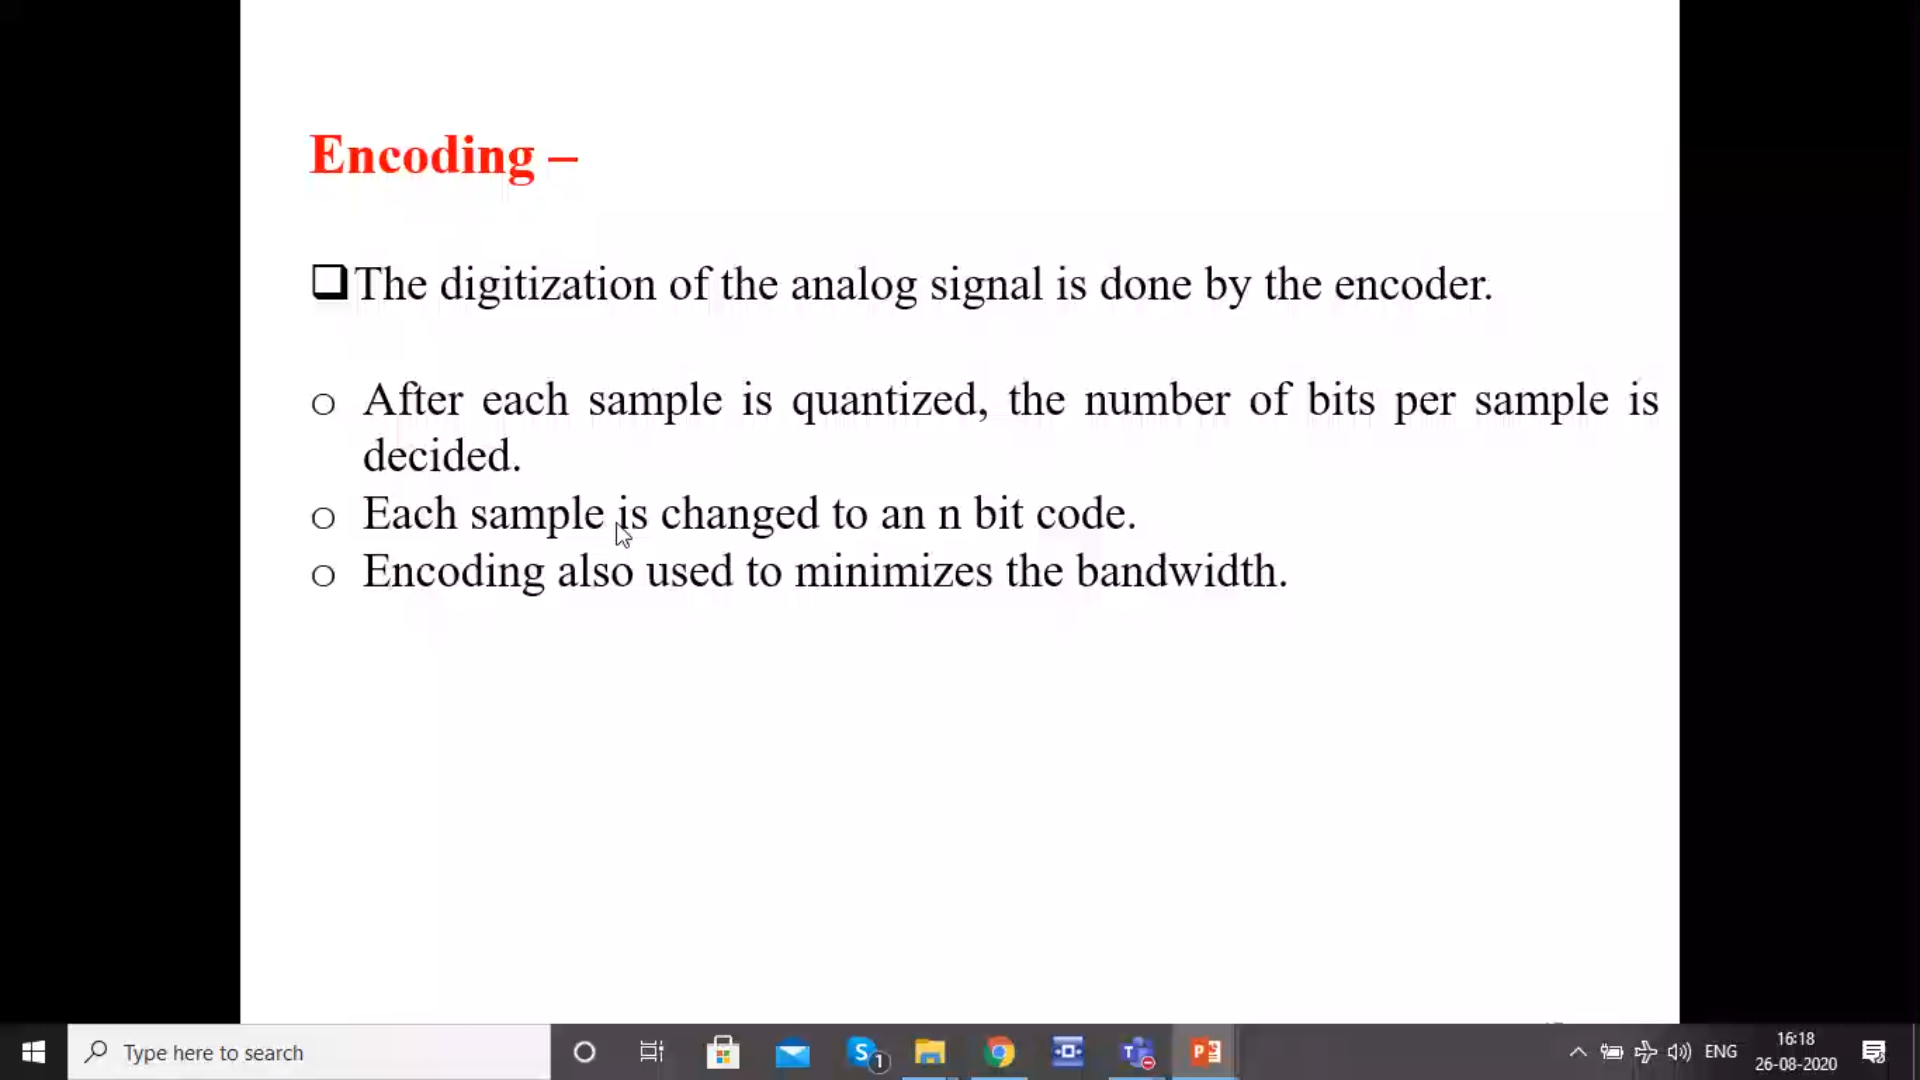 Encoding –
The digitization of the analog signal is done by the encoder.
o After each sample is quantized, the number of bits per sample is
decided.
o Each sample is changed to an n bit code.
o Encoding also used to minimizes the bandwidth.
Type here to search
S
1
T
P
ENG
16:18
26-08-2020